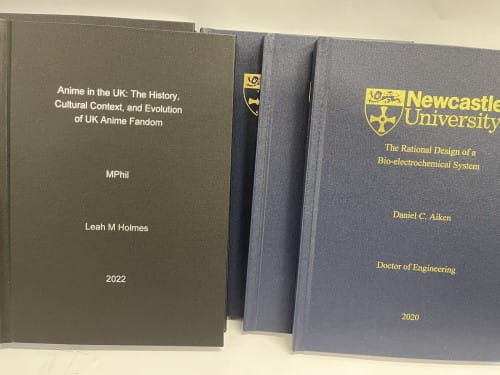 Anime in the UK: The History,
Cultural Context, and Evolution
of UK Anime Fandom
MPhil
Leah M Holmes
2022
Newcastle
University
The Rational Design of a
Bio-electrochemical System
Daniel C. Aiken
Doctor of Engineering
2020